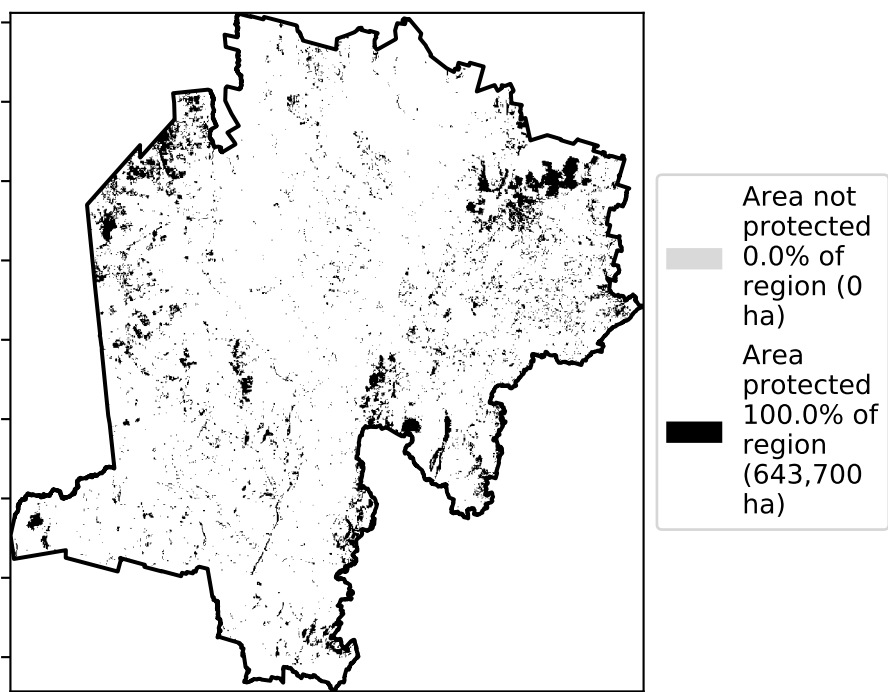 Area not
protected
0.0% of
region (0
ha)
Area
protected
100.0% of
region
(643,700
ha)